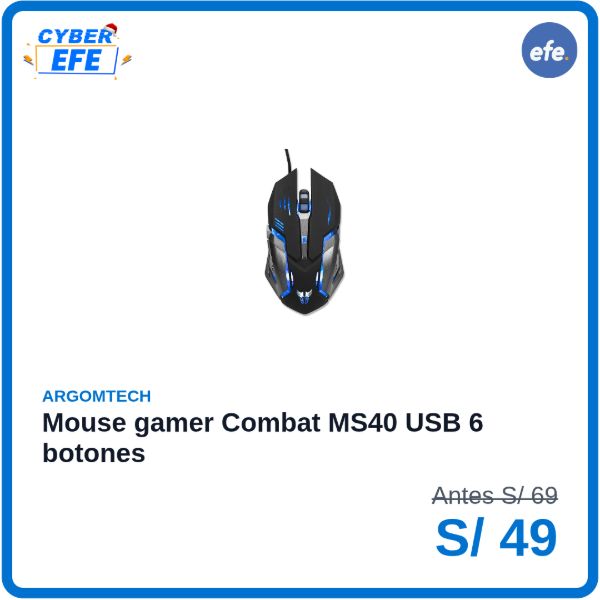 CYBER
EFE
efe.
ARGOMTECH
Mouse gamer Combat MS40 USB 6
botones
Antes S/ 69
S/ 49